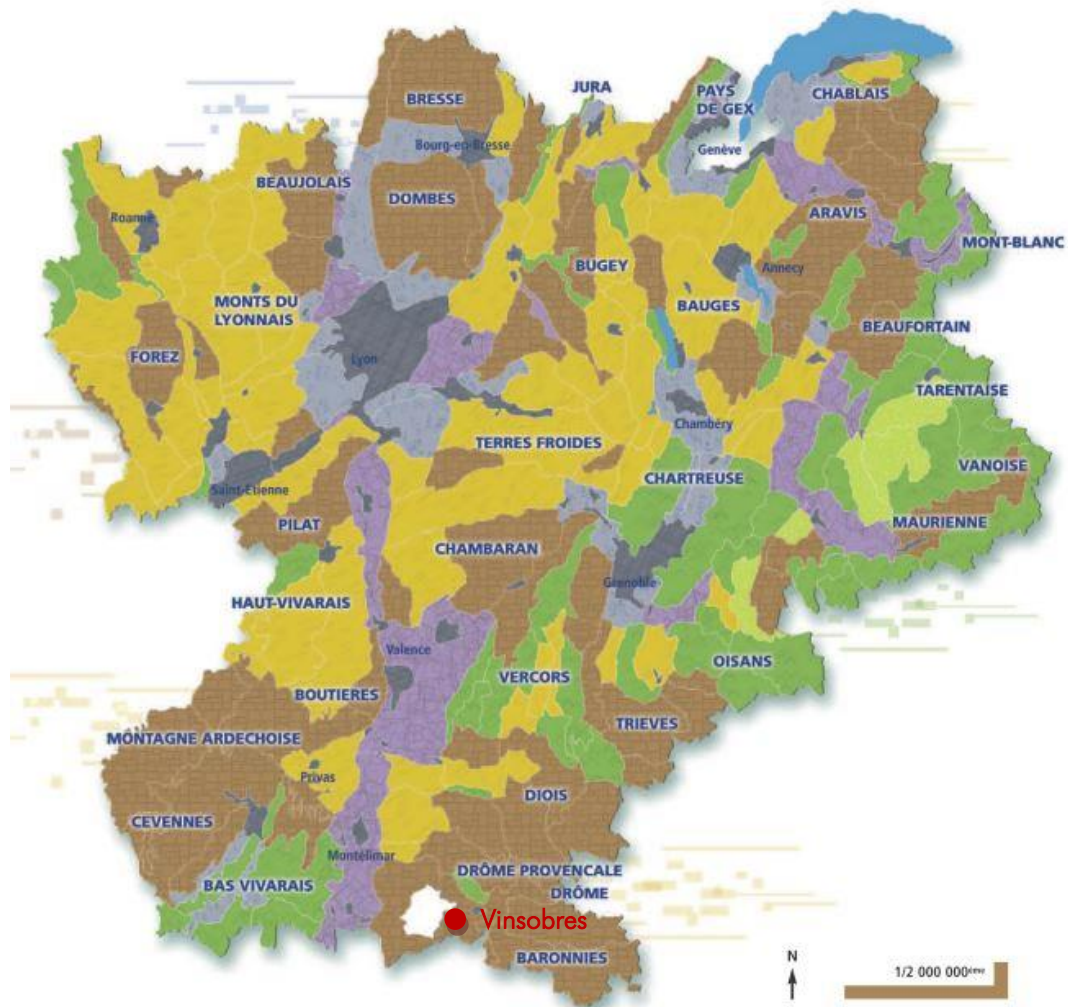 JURA
PAYS
DE GEX
CHABLAIS
BRESSE
Bourg-en-Bresse
Genève
BEAUJOLAIS
DOMBES
ARAVIS
Roanne
MONT-BLANC
BUGEY
Annecy
MONTS DU
LYONNAIS
BAUGES
BEAUFORTAIN
FOREZ
Lyon
TARENTAISE
Chambéry
TERRES FROIDES
VANOISE
CHARTREUSE
Saint-Etienne
MAURIENNE
PILAT
CHAMBARAN
Grenoble
HAUT-VIVARAIS
Valence
OISANS
VERCORS
BOUTIERES
TRIEVES
MONTAGNE ARDECHOISE
Privas
DIOIS
CEVENNES
Montélimar
DRÔME PROVENCALE
BAS VIVARAIS
DRÔME
Vinsobres
BARONNIES
N
1/2 000 000ème